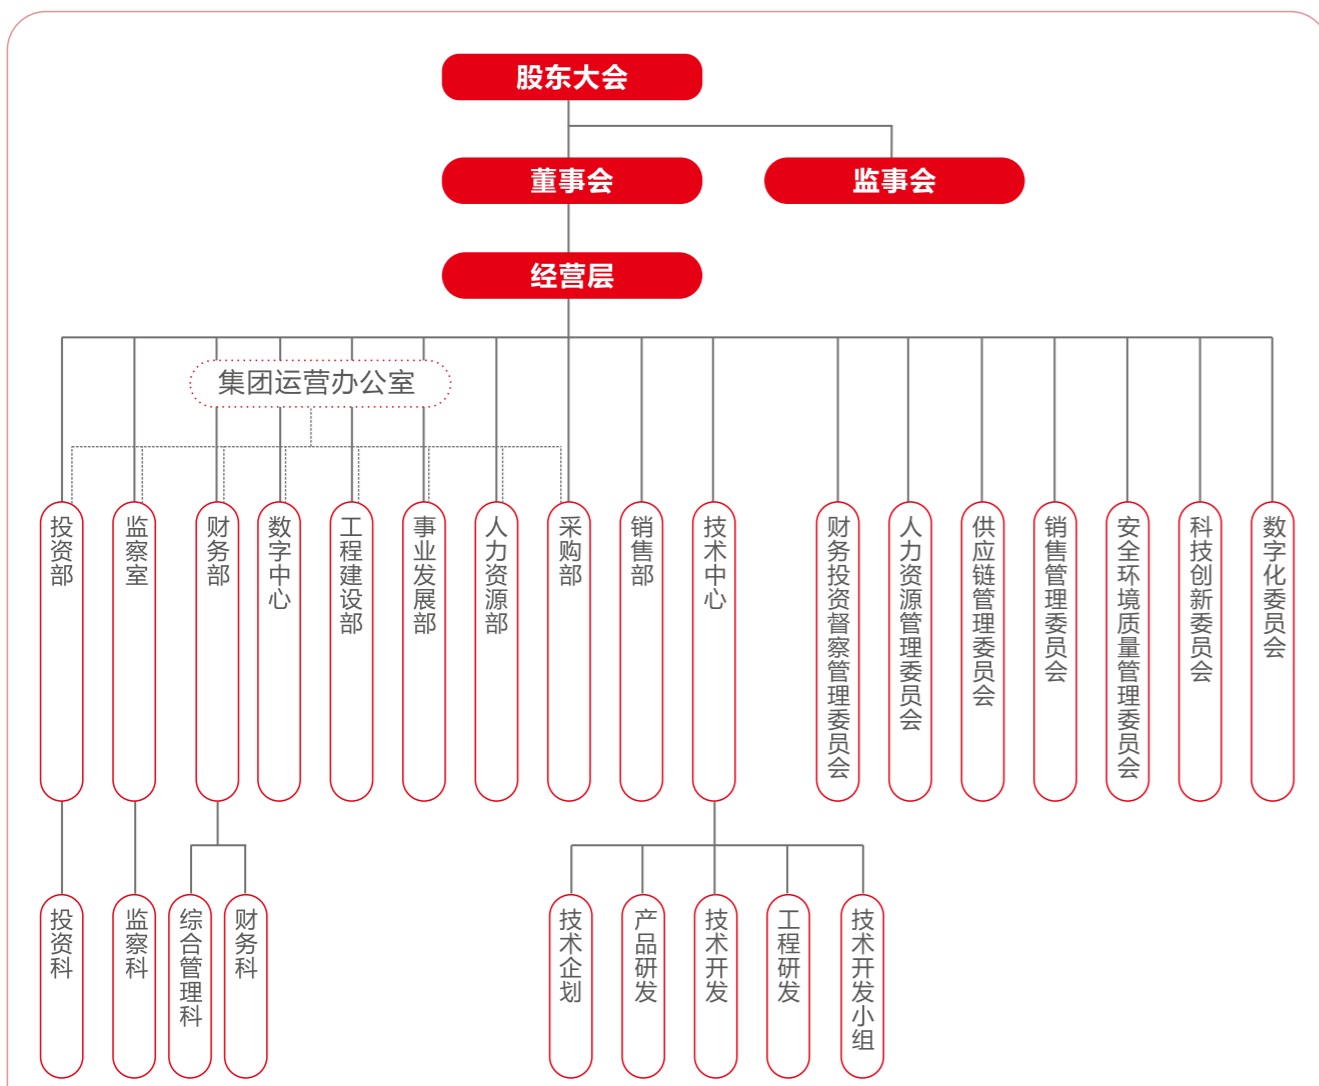 股东大会
董事会
监事会
经营层
集团运营办公室
投资部
监察室
财务部
数字中心
工程建设部
事业发展部
人力资源部
采购部
销售部
技术中心
财务投资督察管理委员会
人力资源管理委员会
供应链管理委员会
销售管理委员会
安全环境质量管理委员会
科技创新委员会
数字化委员会
投资科
监察科
综合管理科
财务科
技术企划
产品研发
技术开发
工程研发
技术开发小组